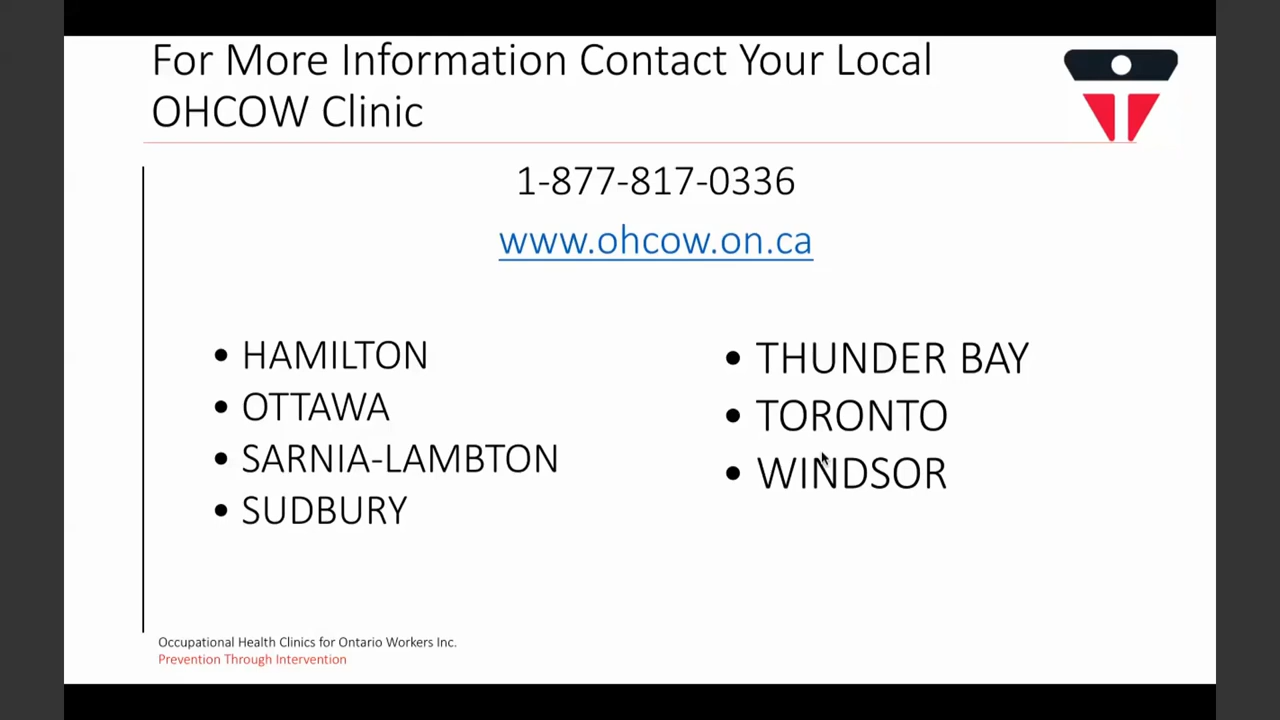 For More Information Contact Your Local
OHCOW Clinic
1-877-817-0336
www.ohcow.on.ca
• HAMILTON
• OTTAWA
• SARNIA-LAMBTON
• SUDBURY
• THUNDER BAY
• TORONTO
• WINDSOR
Occupational Health Clinics for Ontario Workers Inc.
Prevention Through Intervention